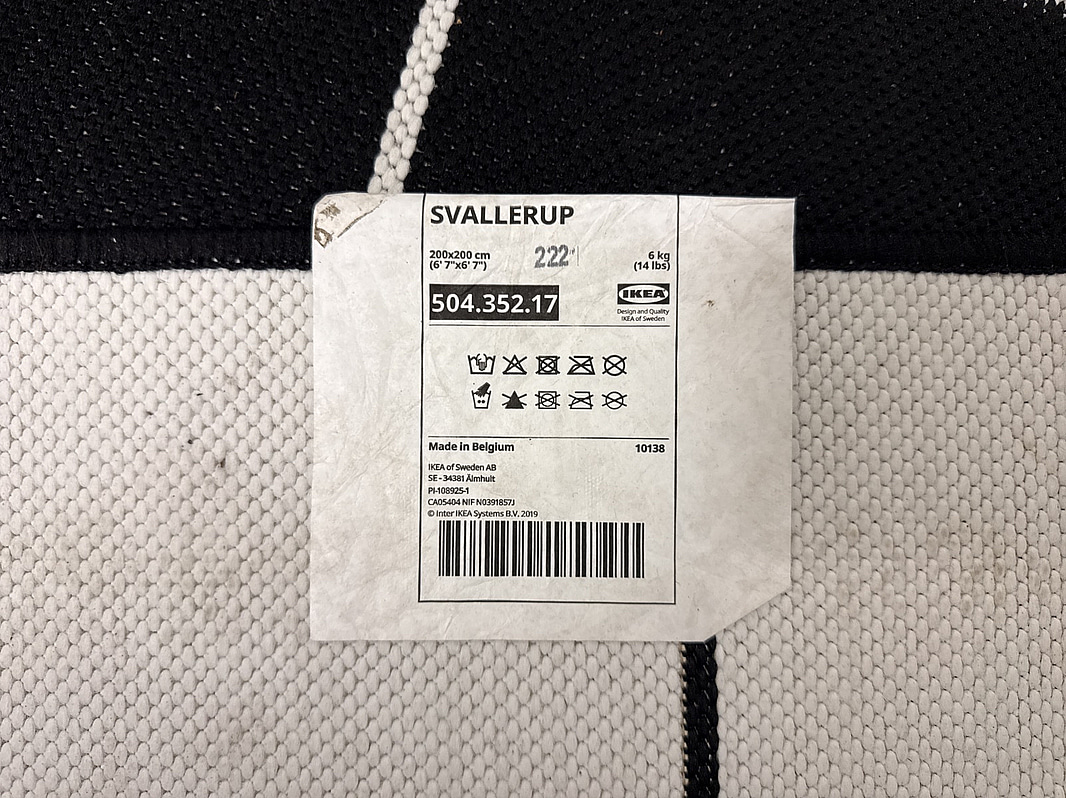 SVALLERUP
200x200 cm
(6' 7"x6' 7")
222
6 kg
(14 lbs)
504.352.17
IKEA
Design and Quality
IKEA of Sweden
Made in Belgium
10138
IKEA of Sweden AB
SE - 34381 Älmhult
PI-108925-1
CA05404 NIF N0391857J
© Inter IKEA Systems B.V. 2019